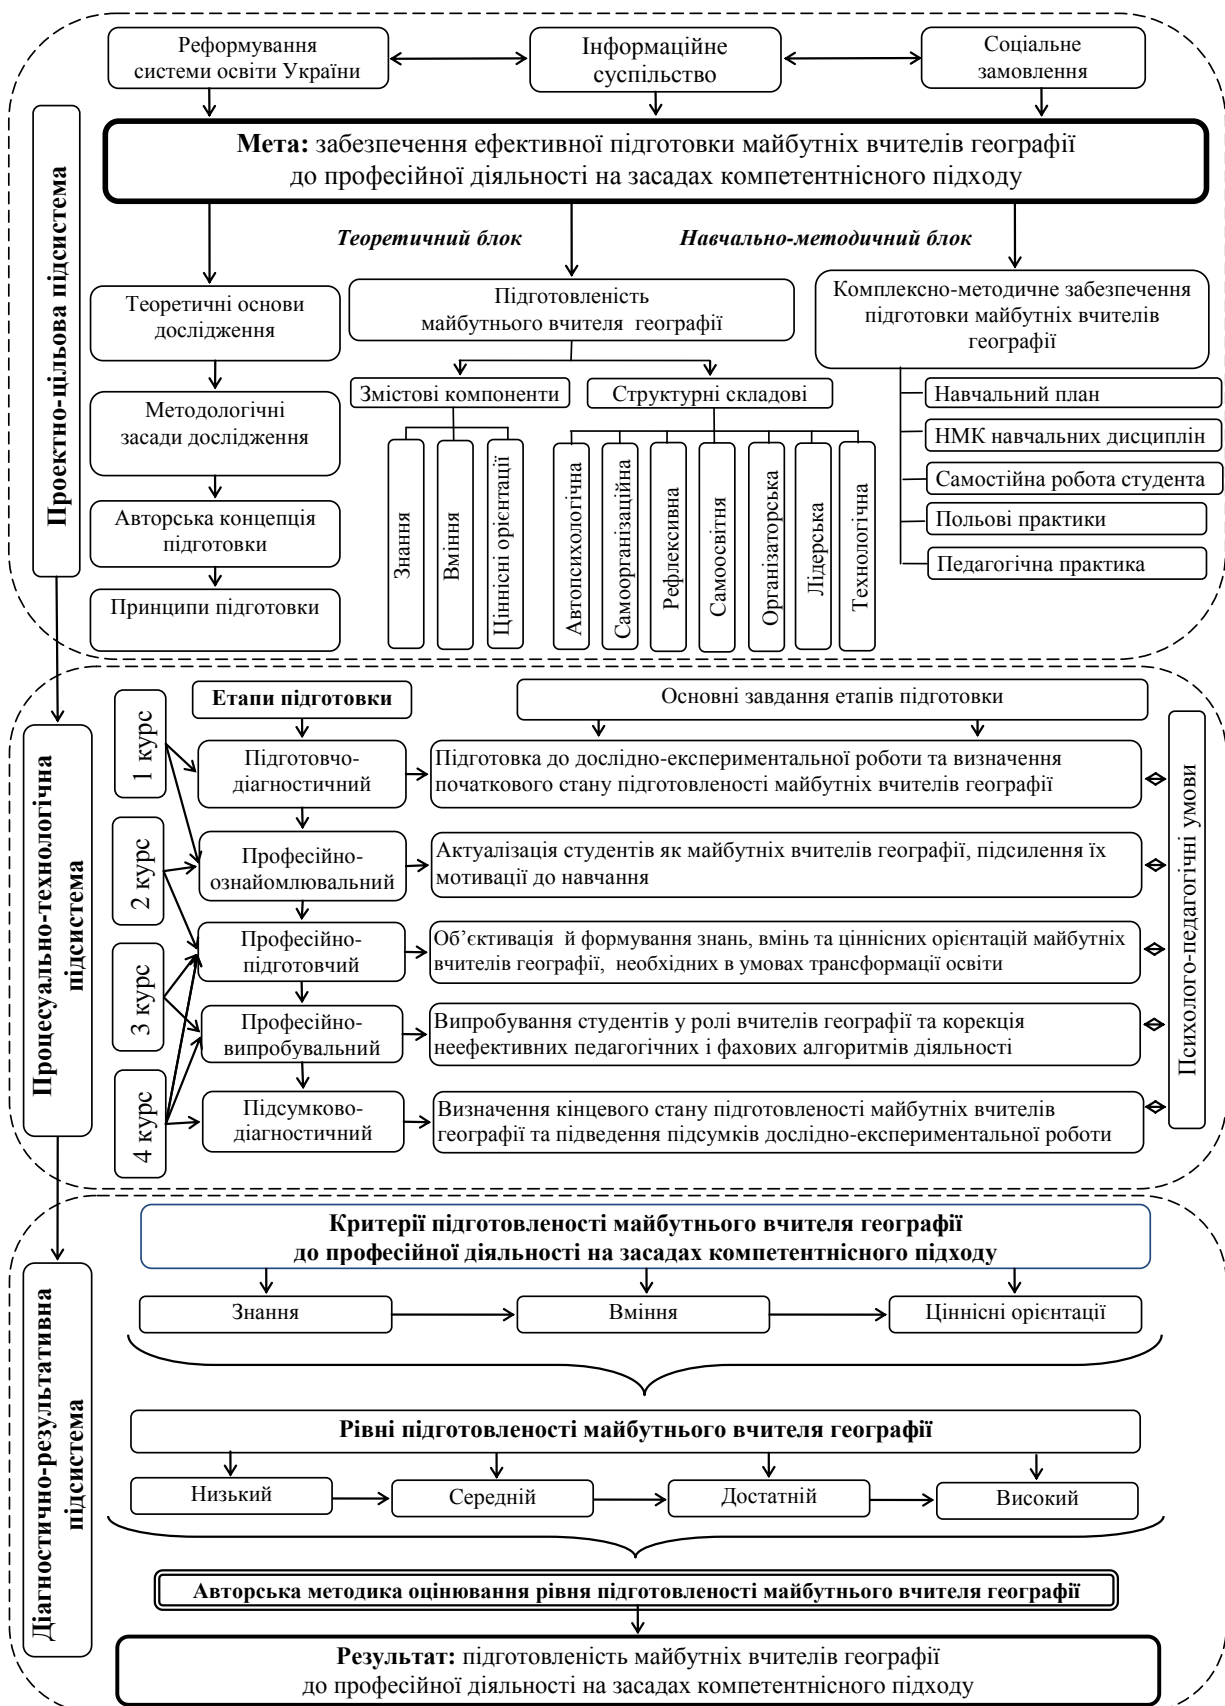 Реформування
системи освіти України
Інформаційне
суспільство
Соціальне
замовлення
Проектно-цільова підсистема
Мета: забезпечення ефективної підготовки майбутніх вчителів географії
до професійної діяльності на засадах компетентнісного підходу
Теоретичний блок
Навчально-методичний блок
Теоретичні основи
дослідження
Методологічні
засади дослідження
Авторська концепція
підготовки
Принципи підготовки
Підготовленість
майбутнього вчителя географії
Змістові компоненти
Структурні складові
Знання
Вміння
Ціннісні орієнтації
Автопсихологічна
Самоорганізаційна
Рефлексивна
Самоосвітня
Організаторська
Лідерська
Технологічна
Комплексно-методичне забезпечення
підготовки майбутніх вчителів
географії
Навчальний план
НМК навчальних дисциплін
Самостійна робота студента
Польові практики
Педагогічна практика
Процесуально-технологічна
підсистема
1 курс
2 курс
3 курс
4 курс
Етапи підготовки
Основні завдання етапів підготовки
Підготовчо-
діагностичний
Підготовка до дослідно-експериментальної роботи та визначення
початкового стану підготовленості майбутніх вчителів географії
Професійно-
ознайомлювальний
Актуалізація студентів як майбутніх вчителів географії, підсилення їх
мотивації до навчання
Професійно-
підготовчий
Об’єктивація й формування знань, вмінь та ціннісних орієнтацій майбутніх
вчителів географії, необхідних в умовах трансформації освіти
Професійно-
випробувальний
Випробування студентів у ролі вчителів географії та корекція
неефективних педагогічних і фахових алгоритмів діяльності
Підсумково-
діагностичний
Визначення кінцевого стану підготовленості майбутніх вчителів
географії та підведення підсумків дослідно-експериментальної роботи
Психолого-педагогічні умови
Діагностично-результативна
підсистема
Критерії підготовленості майбутнього вчителя географії
до професійної діяльності на засадах компетентнісного підходу
Знання
Вміння
Ціннісні орієнтації
Рівні підготовленості майбутнього вчителя географії
Низький
Середній
Достатній
Високий
Авторська методика оцінювання рівня підготовленості майбутнього вчителя географії
Результат: підготовленість майбутніх вчителів географії
до професійної діяльності на засадах компетентнісного підходу